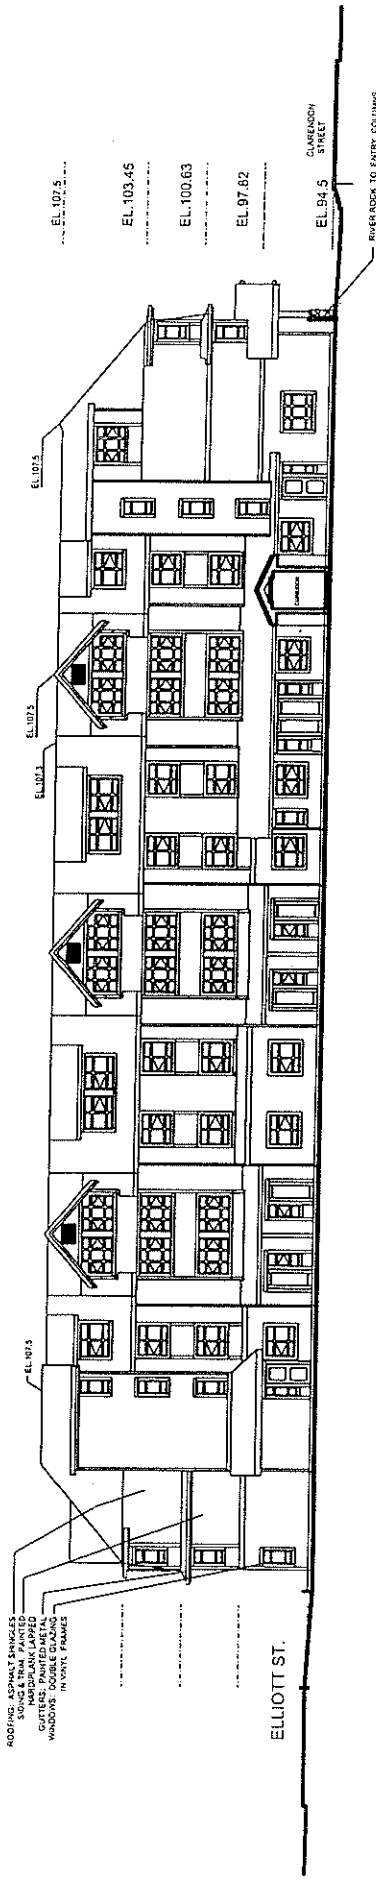 ROOFING: ASPHALT SHINGLES
SIDING & TRIM: PAINTED
HARDIPLANK LAPPED
GUTTERS: PAINTED METAL
WINDOWS: DOUBLE GLAZING
IN VINYL FRAMES
EL.107.5
EL.107.3
EL.107.5
EL.107.5
EL.107.5
EL.103.45
EL.100.63
EL.97.82
EL.94.5
CLARENDON
STREET
RIVER ROCK TO ENTRY COLUMNS
ELLIOTT ST.